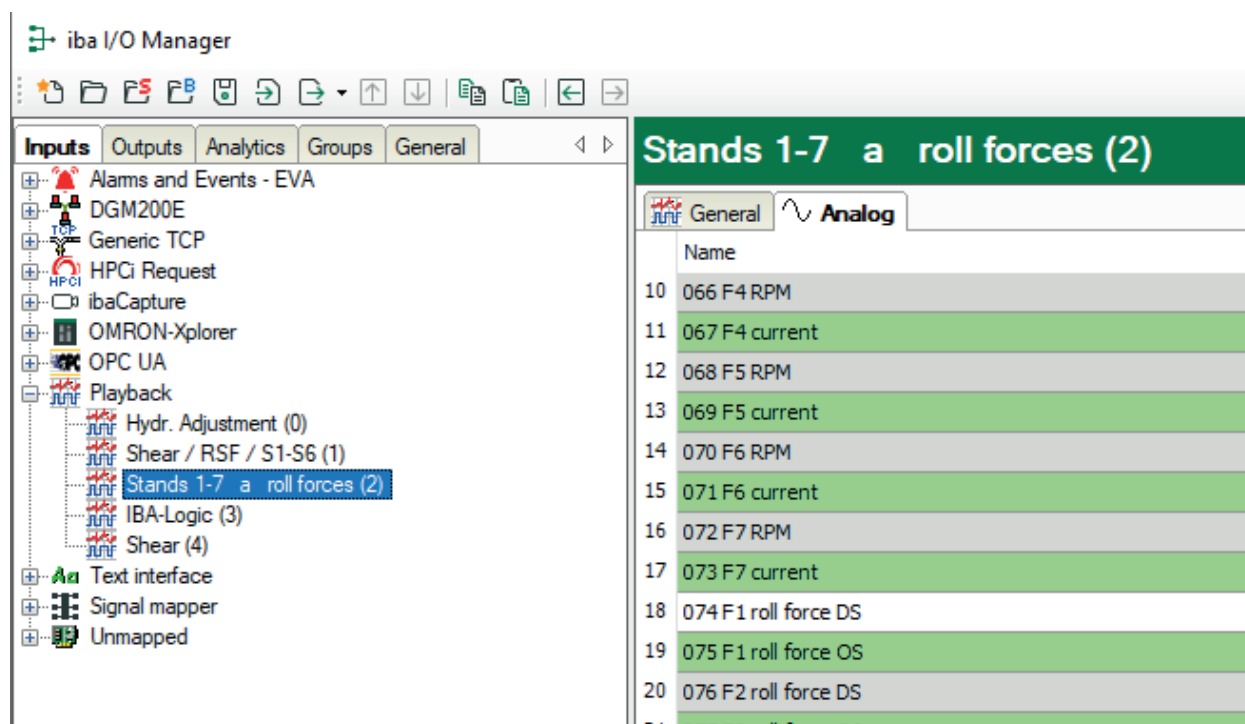 iba I/O Manager
S B
Inputs Outputs Analytics Groups General
Alarms and Events - EVA
DGM200E
TCP
Generic TCP
HPCi Request
HPCi
ibaCapture
OMRON-Xplorer
OPC UA
Playback
Hydr. Adjustment (0)
Shear / RSF / S1-S6 (1)
Stands 1-7 a roll forces (2)
IBA-Logic (3)
Shear (4)
Text interface
Signal mapper
Unmapped
Stands 1-7 a roll forces (2)
General Analog
Name
10 066 F4 RPM
11 067 F4 current
12 068 F5 RPM
13 069 F5 current
14 070 F6 RPM
15 071 F6 current
16 072 F7 RPM
17 073 F7 current
18 074 F1 roll force DS
19 075 F1 roll force OS
20 076 F2 roll force DS